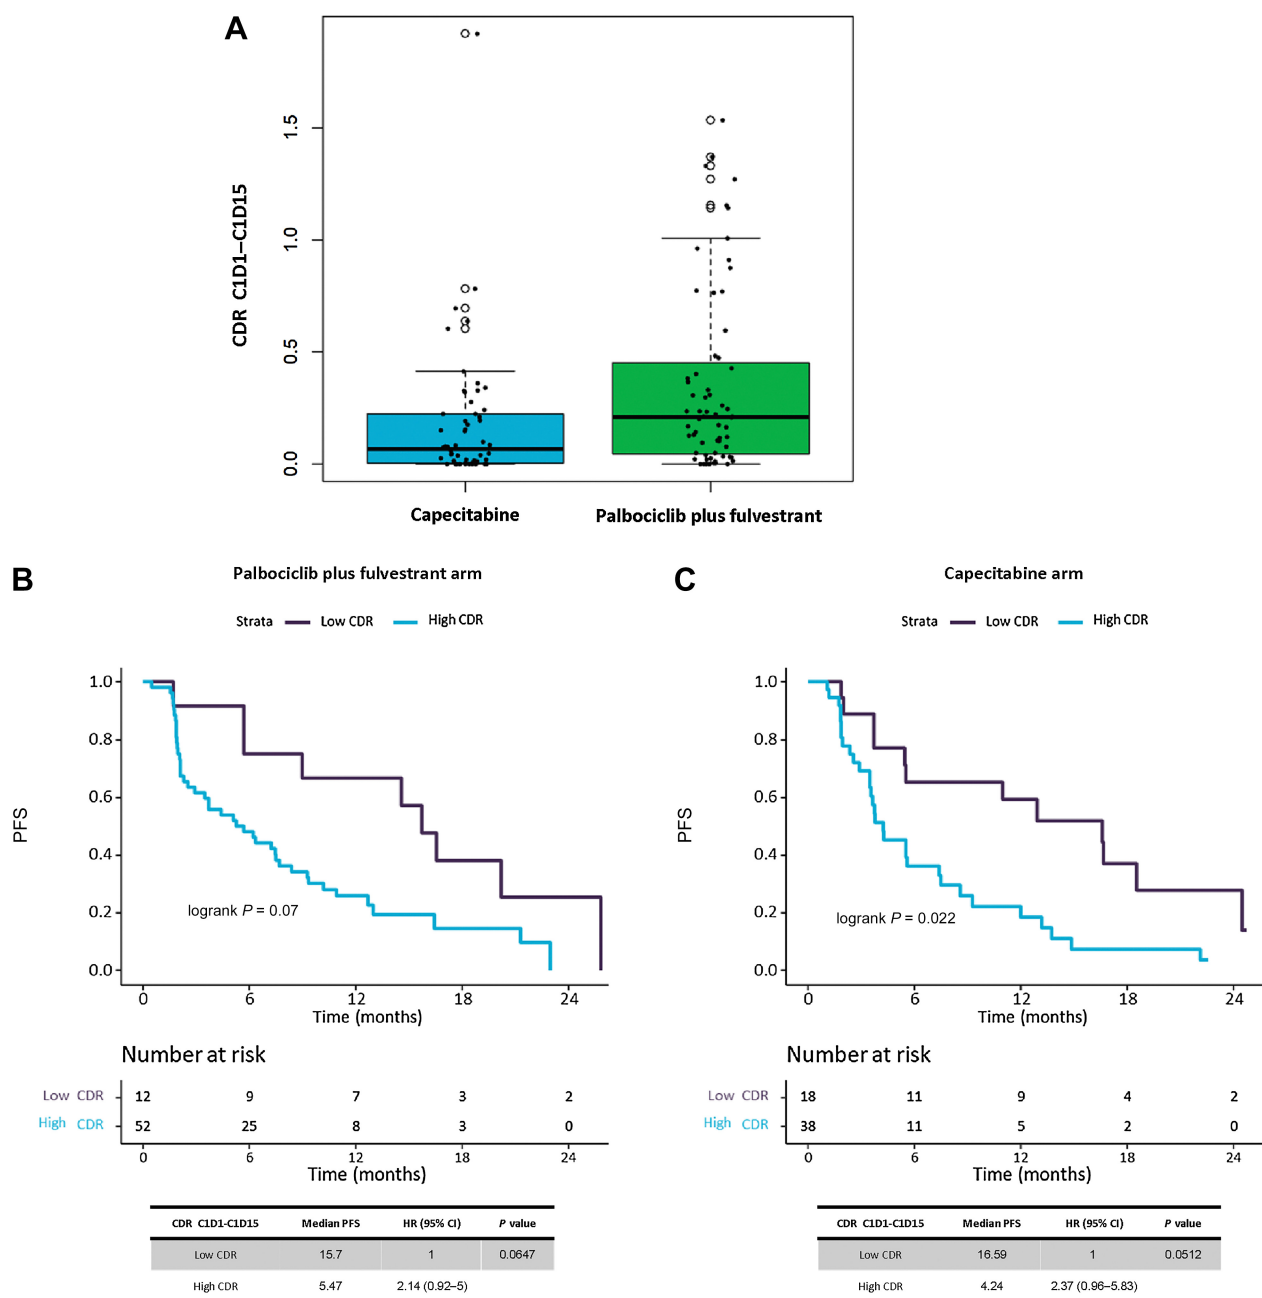 A
CDR C1D1–C1D15
1.5
1.0
0.5
0.0
Capecitabine
Palbociclib plus fulvestrant
B
Palbociclib plus fulvestrant arm
Strata Low CDR High CDR
PFS
1.0
0.8
0.6
0.4
0.2
0.0
logrank P = 0.07
0 6 12 18 24
Time (months)
Number at risk
Low CDR 12 9 7 3 2
High CDR 52 25 8 3 0
0 6 12 18 24
Time (months)
CDR C1D1-C1D15 Median PFS HR (95% CI) P value
Low CDR 15.7 1 0.0647
High CDR 5.47 2.14 (0.92–5)
C
Capecitabine arm
Strata Low CDR High CDR
PFS
1.0
0.8
0.6
0.4
0.2
0.0
logrank P = 0.022
0 6 12 18 24
Time (months)
Number at risk
Low CDR 18 11 9 4 2
High CDR 38 11 5 2 0
0 6 12 18 24
Time (months)
CDR C1D1-C1D15 Median PFS HR (95% CI) P value
Low CDR 16.59 1 0.0512
High CDR 4.24 2.37 (0.96–5.83)